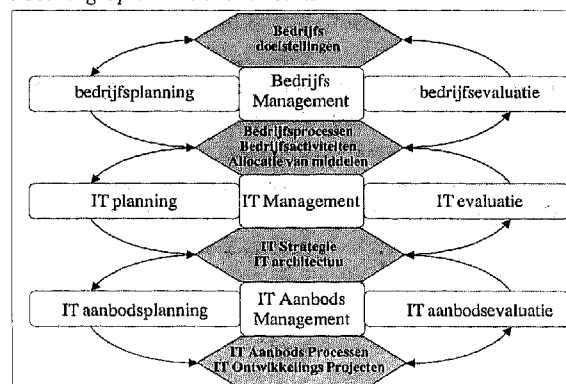 Bedrijfs
doelstellingen
bedrijfsplanning
Bedrijfs
Management
bedrijfsevaluatie
Bedrijfsprocessen
Bedrijfsactiviteiten
Allocatie van middelen
IT planning
IT Management
IT evaluatie
IT Strategie
IT architectuu
IT aanbodsplanning
IT Aanbods
Management
IT aanbodsevaluatie
IT Aanbods Processen
IT Ontwikkelings Projecten